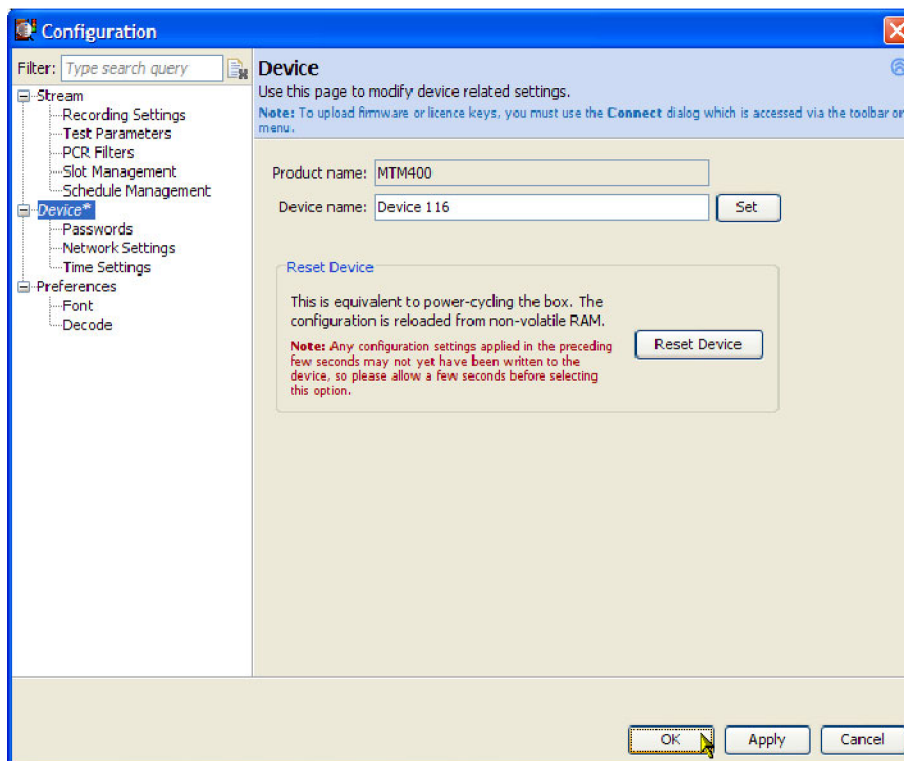 Configuration
Filter: Type search query
Stream
Recording Settings
Test Parameters
PCR Filters
Slot Management
Schedule Management
Device*
Passwords
Network Settings
Time Settings
Preferences
Font
Decode
Device
Use this page to modify device related settings.
Note: To upload firmware or licence keys, you must use the Connect dialog which is accessed via the toolbar or
menu.
Product name: MTM400
Device name: Device 116 Set
Reset Device
This is equivalent to power-cycling the box. The
configuration is reloaded from non-volatile RAM.
Note: Any configuration settings applied in the preceding
few seconds may not yet have been written to the
device, so please allow a few seconds before selecting
this option.
Reset Device
OK Apply Cancel